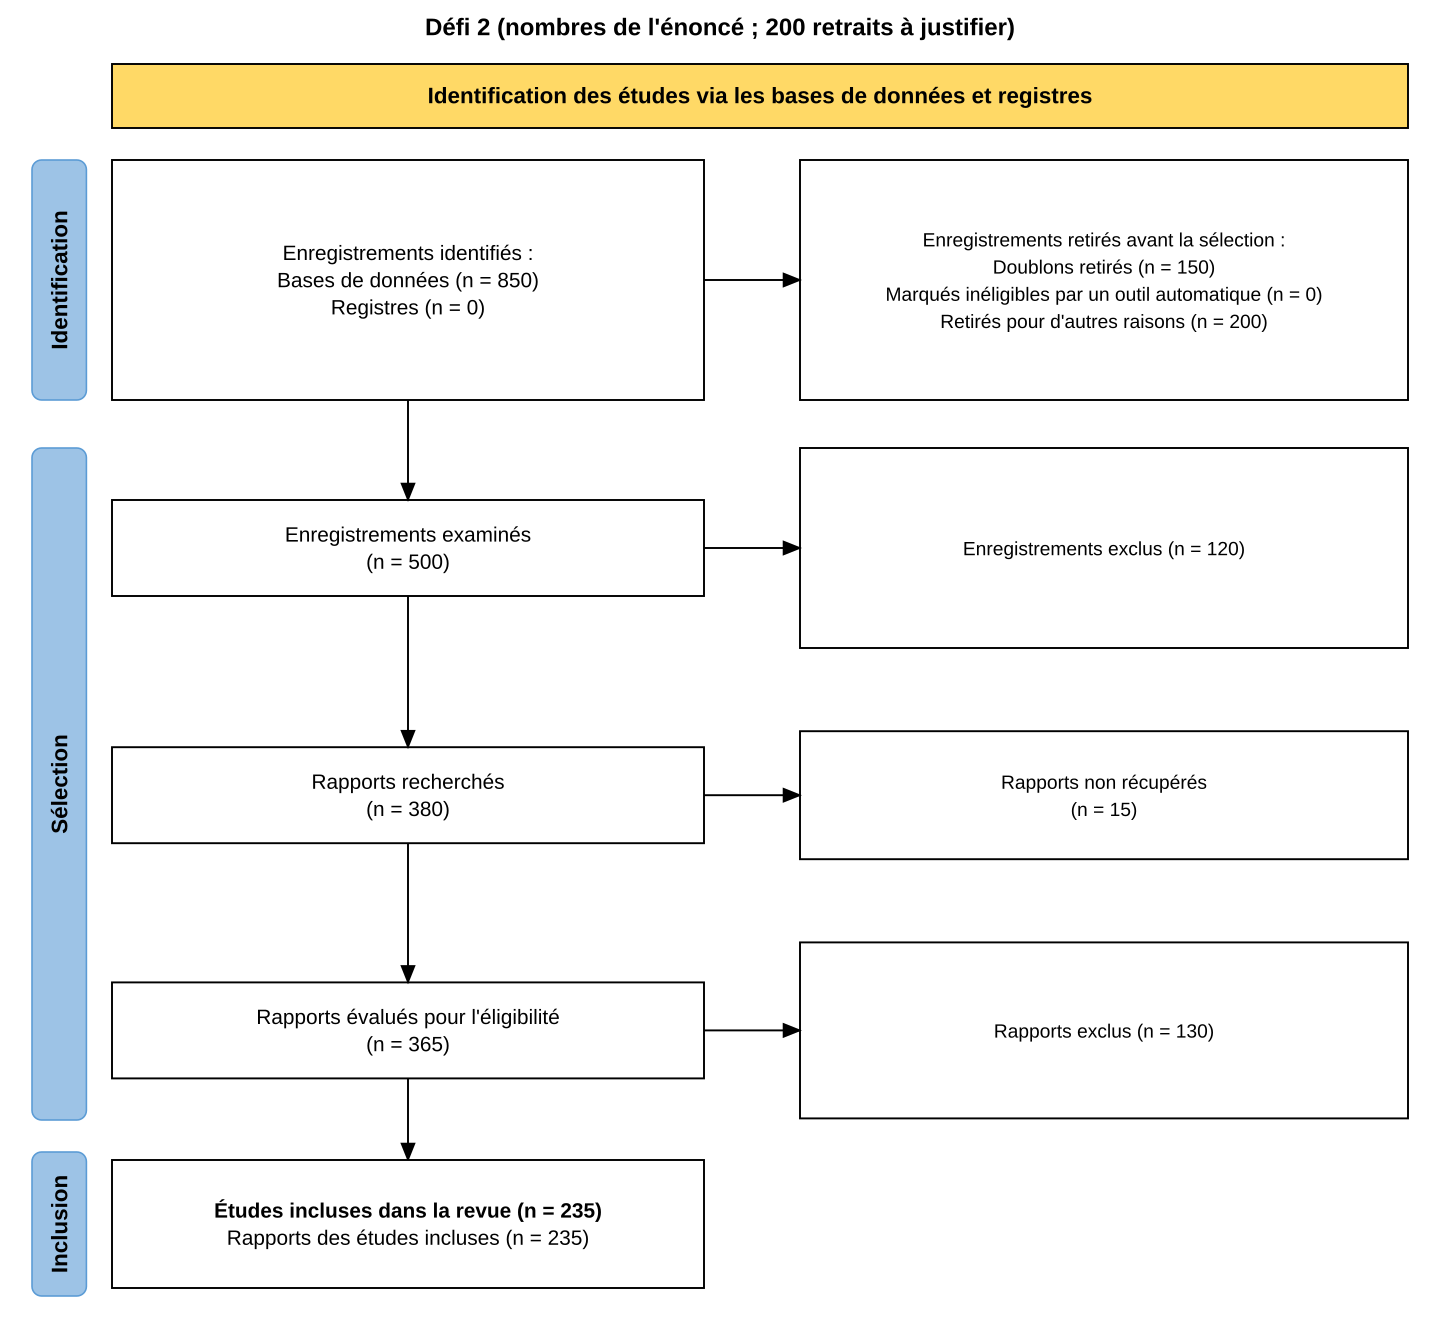 Défi 2 (nombres de l'énoncé ; 200 retraits à justifier)
Identification des études via les bases de données et registres
Identification
Enregistrements identifiés :
Bases de données (n = 850)
Registres (n = 0)
Enregistrements retirés avant la sélection :
Doublons retirés (n = 150)
Marqués inéligibles par un outil automatique (n = 0)
Retirés pour d'autres raisons (n = 200)
Sélection
Enregistrements examinés
(n = 500)
Enregistrements exclus (n = 120)
Rapports recherchés
(n = 380)
Rapports non récupérés
(n = 15)
Rapports évalués pour l'éligibilité
(n = 365)
Rapports exclus (n = 130)
Inclusion
Études incluses dans la revue (n = 235)
Rapports des études incluses (n = 235)